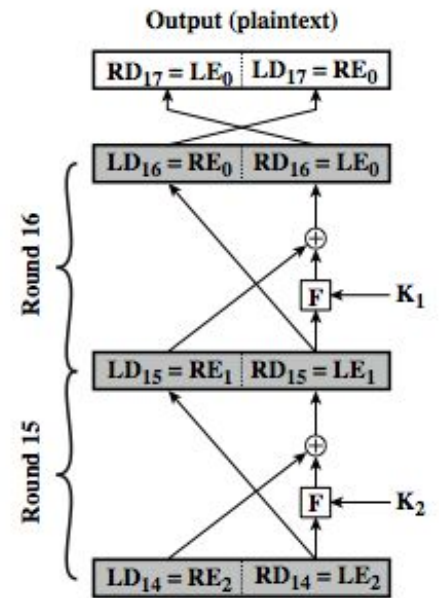 Output (plaintext)
RD₁₇ = LE₀ LD₁₇ = RE₀
LD₁₆ = RE₀ RD₁₆ = LE₀
Round 16
F
K₁
LD₁₅ = RE₁ RD₁₅ = LE₁
Round 15
F
K₂
LD₁₄ = RE₂ RD₁₄ = LE₂